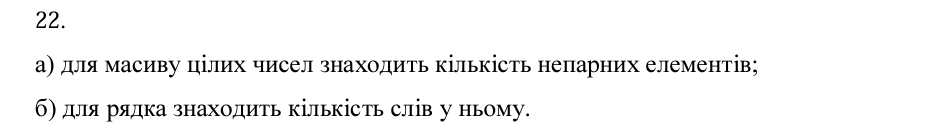 22.
а) для масиву цілих чисел знаходить кількість непарних елементів;
б) для рядка знаходить кількість слів у ньому.